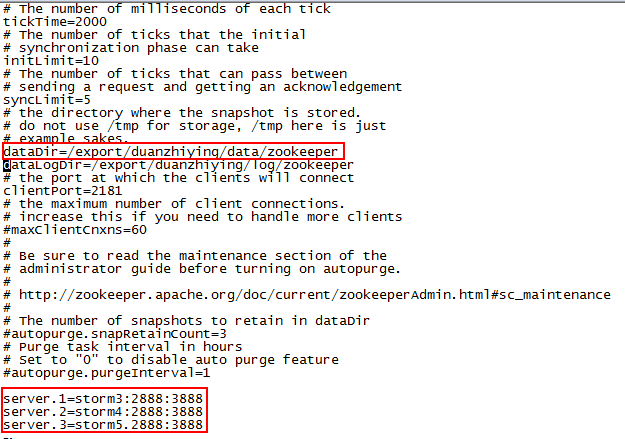 # The number of milliseconds of each tick
tickTime=2000
# The number of ticks that the initial
# synchronization phase can take
initLimit=10
# The number of ticks that can pass between
# sending a request and getting an acknowledgement
syncLimit=5
# the directory where the snapshot is stored.
# do not use /tmp for storage, /tmp here is just
# example sakes.
dataDir=/export/duanzhiying/data/zookeeper
dataLogDir=/export/duanzhiying/log/zookeeper
# the port at which the clients will connect
clientPort=2181
# the maximum number of client connections.
# increase this if you need to handle more clients
#maxClientCnxns=60
#
# Be sure to read the maintenance section of the
# administrator guide before turning on autopurge.
#
# http://zookeeper.apache.org/doc/current/zookeeperAdmin.html#sc_maintenance
#
# The number of snapshots to retain in dataDir
#autopurge.snapRetainCount=3
# Purge task interval in hours
# Set to "0" to disable auto purge feature
#autopurge.purgeInterval=1
server.1=storm3:2888:3888
server.2=storm4:2888:3888
server.3=storm5.2888:3888